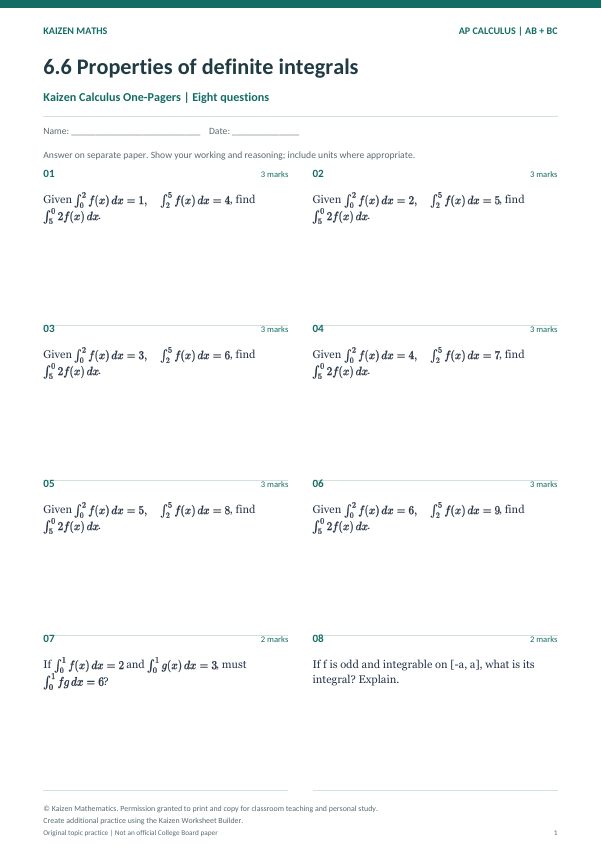 KAIZEN MATHS
AP CALCULUS | AB + BC
6.6 Properties of definite integrals
Kaizen Calculus One-Pagers | Eight questions
Name: ____________________________ Date: ______________
Answer on separate paper. Show your working and reasoning; include units where appropriate.
01 3 marks
Given ∫₀² f(x) dx = 1, ∫₂⁵ f(x) dx = 4, find
∫₅⁰ 2f(x) dx.
02 3 marks
Given ∫₀² f(x) dx = 2, ∫₂⁵ f(x) dx = 5, find
∫₅⁰ 2f(x) dx.
03 3 marks
Given ∫₀² f(x) dx = 3, ∫₂⁵ f(x) dx = 6, find
∫₅⁰ 2f(x) dx.
04 3 marks
Given ∫₀² f(x) dx = 4, ∫₂⁵ f(x) dx = 7, find
∫₅⁰ 2f(x) dx.
05 3 marks
Given ∫₀² f(x) dx = 5, ∫₂⁵ f(x) dx = 8, find
∫₅⁰ 2f(x) dx.
06 3 marks
Given ∫₀² f(x) dx = 6, ∫₂⁵ f(x) dx = 9, find
∫₅⁰ 2f(x) dx.
07 2 marks
If ∫₀¹ f(x) dx = 2 and ∫₀¹ g(x) dx = 3, must
∫₀¹ fg dx = 6?
08 2 marks
If f is odd and integrable on [-a, a], what is its
integral? Explain.
© Kaizen Mathematics. Permission granted to print and copy for classroom teaching and personal study.
Create additional practice using the Kaizen Worksheet Builder.
Original topic practice | Not an official College Board paper
1